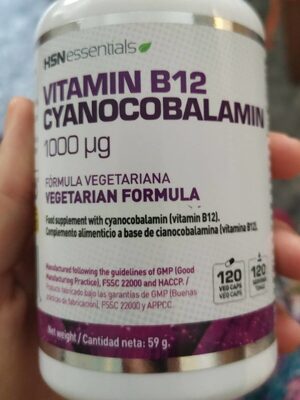 HSNessentials
VITAMIN B12
CYANOCOBALAMIN
1000 µg
FÓRMULA VEGETARIANA
VEGETARIAN FORMULA
Food supplement with cyanocobalamin (vitamin B12).
Complemento alimenticio a base de cianocobalamina (vitamina B12).
Manufactured following the guidelines of GMP (Good
Manufacturing Practice), FSSC 22000 and HACCP. /
Producto fabricado bajo las garantías de GMP (Buenas
prácticas de fabricación), FSSC 22000 y APPCC.
120
VEG CAPS
VEG CAPS
120
Net weight / Cantidad neta: 59 g.